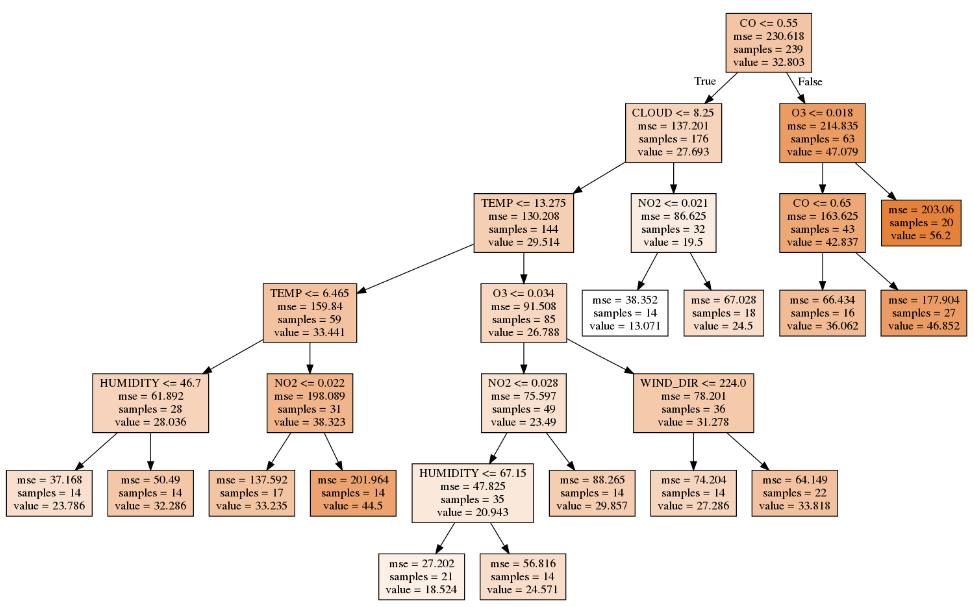 CO <= 0.55
mse = 230.618
samples = 239
value = 32.803
True
False
CLOUD <= 8.25
mse = 137.201
samples = 176
value = 27.693
O3 <= 0.018
mse = 214.835
samples = 63
value = 47.079
TEMP <= 13.275
mse = 130.208
samples = 144
value = 29.514
NO2 <= 0.021
mse = 86.625
samples = 32
value = 19.5
CO <= 0.65
mse = 163.625
samples = 43
value = 42.837
mse = 203.06
samples = 20
value = 56.2
TEMP <= 6.465
mse = 159.84
samples = 59
value = 33.441
O3 <= 0.034
mse = 91.508
samples = 85
value = 26.788
mse = 38.352
samples = 14
value = 13.071
mse = 67.028
samples = 18
value = 24.5
mse = 66.434
samples = 16
value = 36.062
mse = 177.904
samples = 27
value = 46.852
HUMIDITY <= 46.7
mse = 61.892
samples = 28
value = 28.036
NO2 <= 0.022
mse = 198.089
samples = 31
value = 38.323
NO2 <= 0.028
mse = 75.597
samples = 49
value = 23.49
WIND_DIR <= 224.0
mse = 78.201
samples = 36
value = 31.278
mse = 37.168
samples = 14
value = 23.786
mse = 50.49
samples = 14
value = 32.286
mse = 137.592
samples = 17
value = 33.235
mse = 201.964
samples = 14
value = 44.5
HUMIDITY <= 67.15
mse = 47.825
samples = 35
value = 20.943
mse = 88.265
samples = 14
value = 29.857
mse = 74.204
samples = 14
value = 27.286
mse = 64.149
samples = 22
value = 33.818
mse = 27.202
samples = 21
value = 18.524
mse = 56.816
samples = 14
value = 24.571